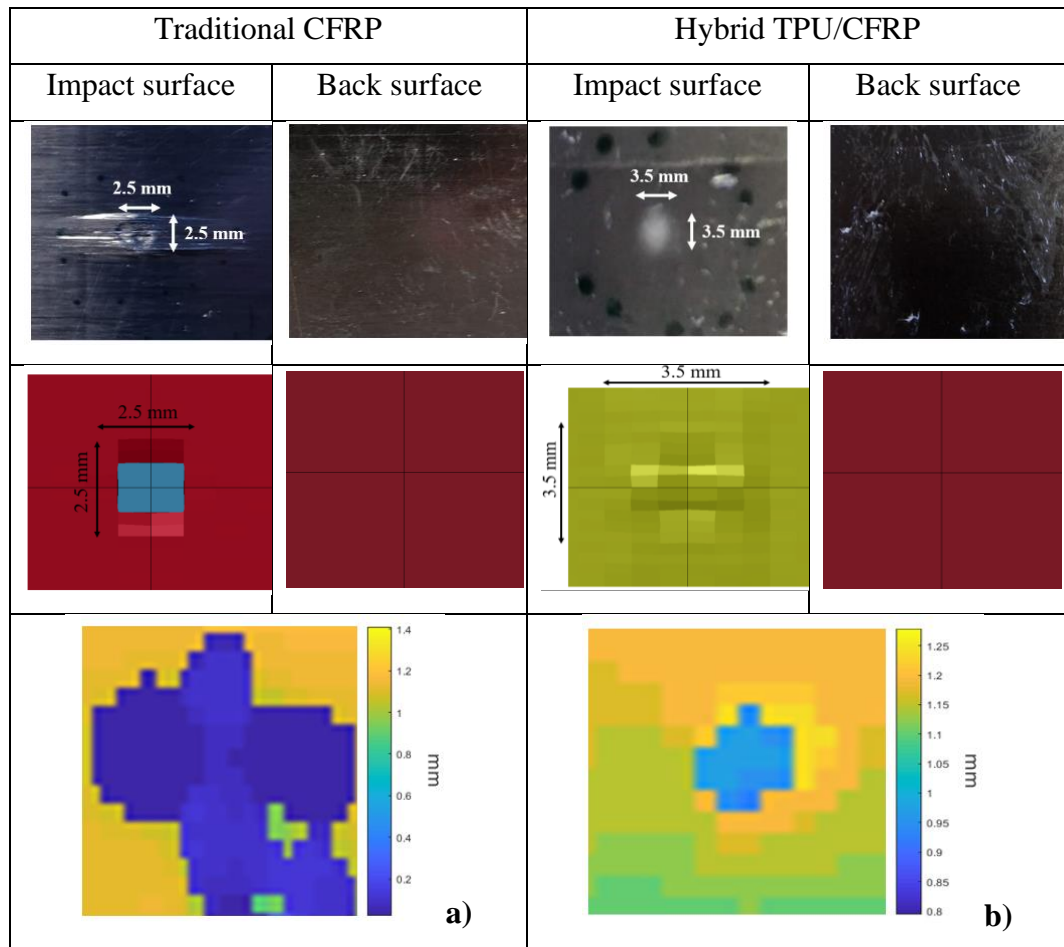 Traditional CFRP
Hybrid TPU/CFRP
Impact surface
Back surface
Impact surface
Back surface
2.5 mm
2.5 mm
3.5 mm
3.5 mm
2.5 mm
2.5 mm
3.5 mm
3.5 mm
1.4
1.2
1
0.8
0.6
0.4
0.2
mm
a)
1.25
1.2
1.15
1.1
1.05
1
0.95
0.9
0.85
0.8
mm
b)